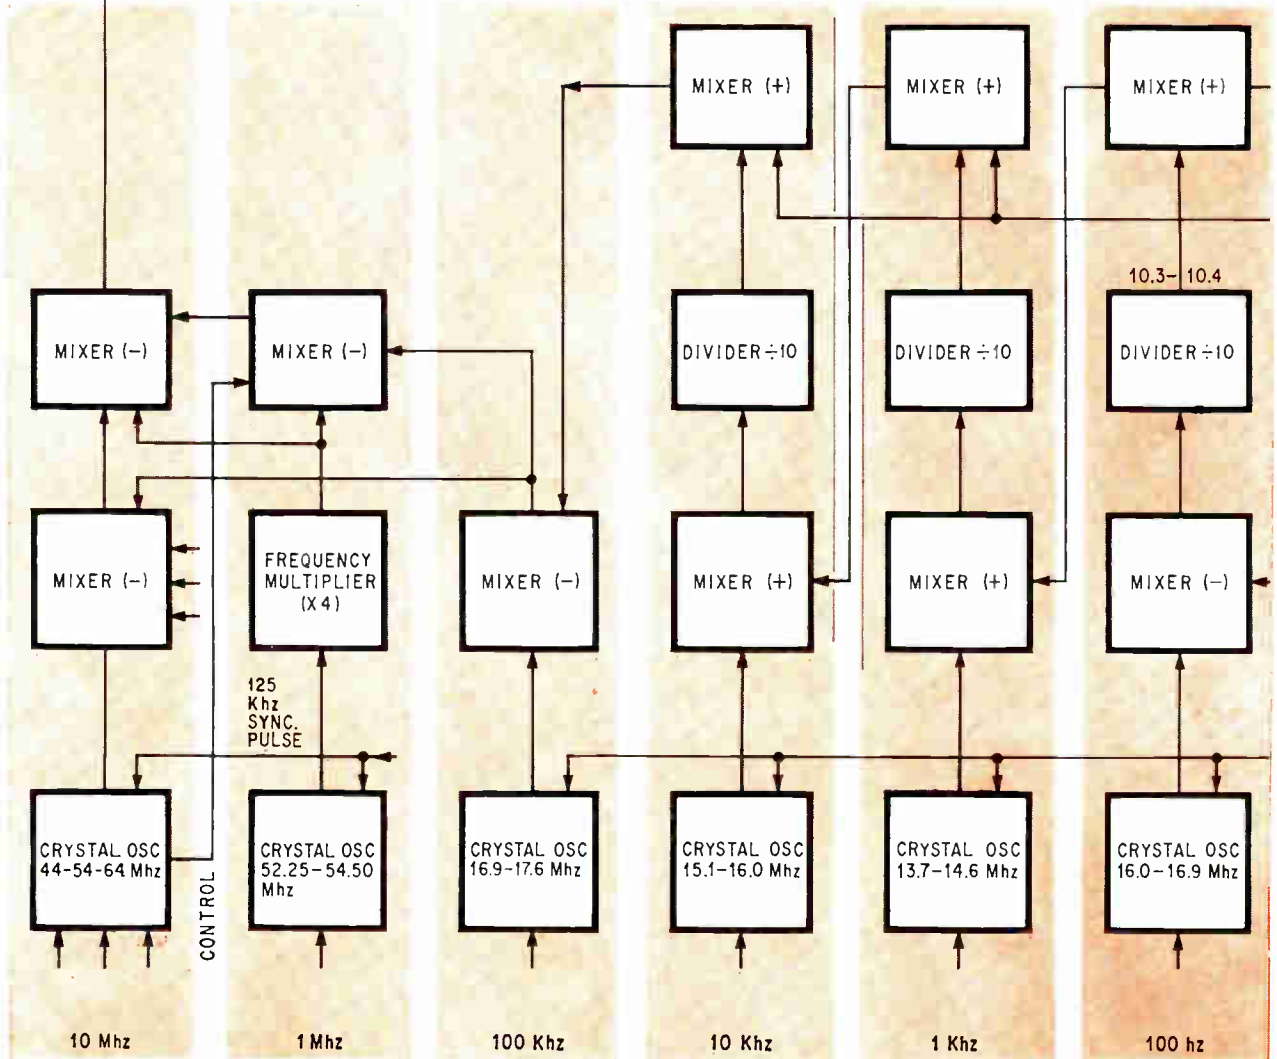 MIXER (+)
MIXER (+)
MIXER (+)
10.3- 10.4
MIXER (-)
MIXER (-)
DIVIDER ÷10
DIVIDER ÷10
DIVIDER ÷10
MIXER (-)
FREQUENCY
MULTIPLIER
(X4)
MIXER (-)
MIXER (+)
MIXER (+)
MIXER (-)
125
Khz
SYNC.
PULSE
CRYSTAL OSC
44-54-64 Mhz
CONTROL
CRYSTAL OSC
52.25-54.50
Mhz
CRYSTAL OSC
16.9-17.6 Mhz
CRYSTAL OSC
15.1-16.0 Mhz
CRYSTAL OSC
13.7-14.6 Mhz
CRYSTAL OSC
16.0-16.9 Mhz
10 Mhz
1 Mhz
100 Khz
10 Khz
1 Khz
100 hz